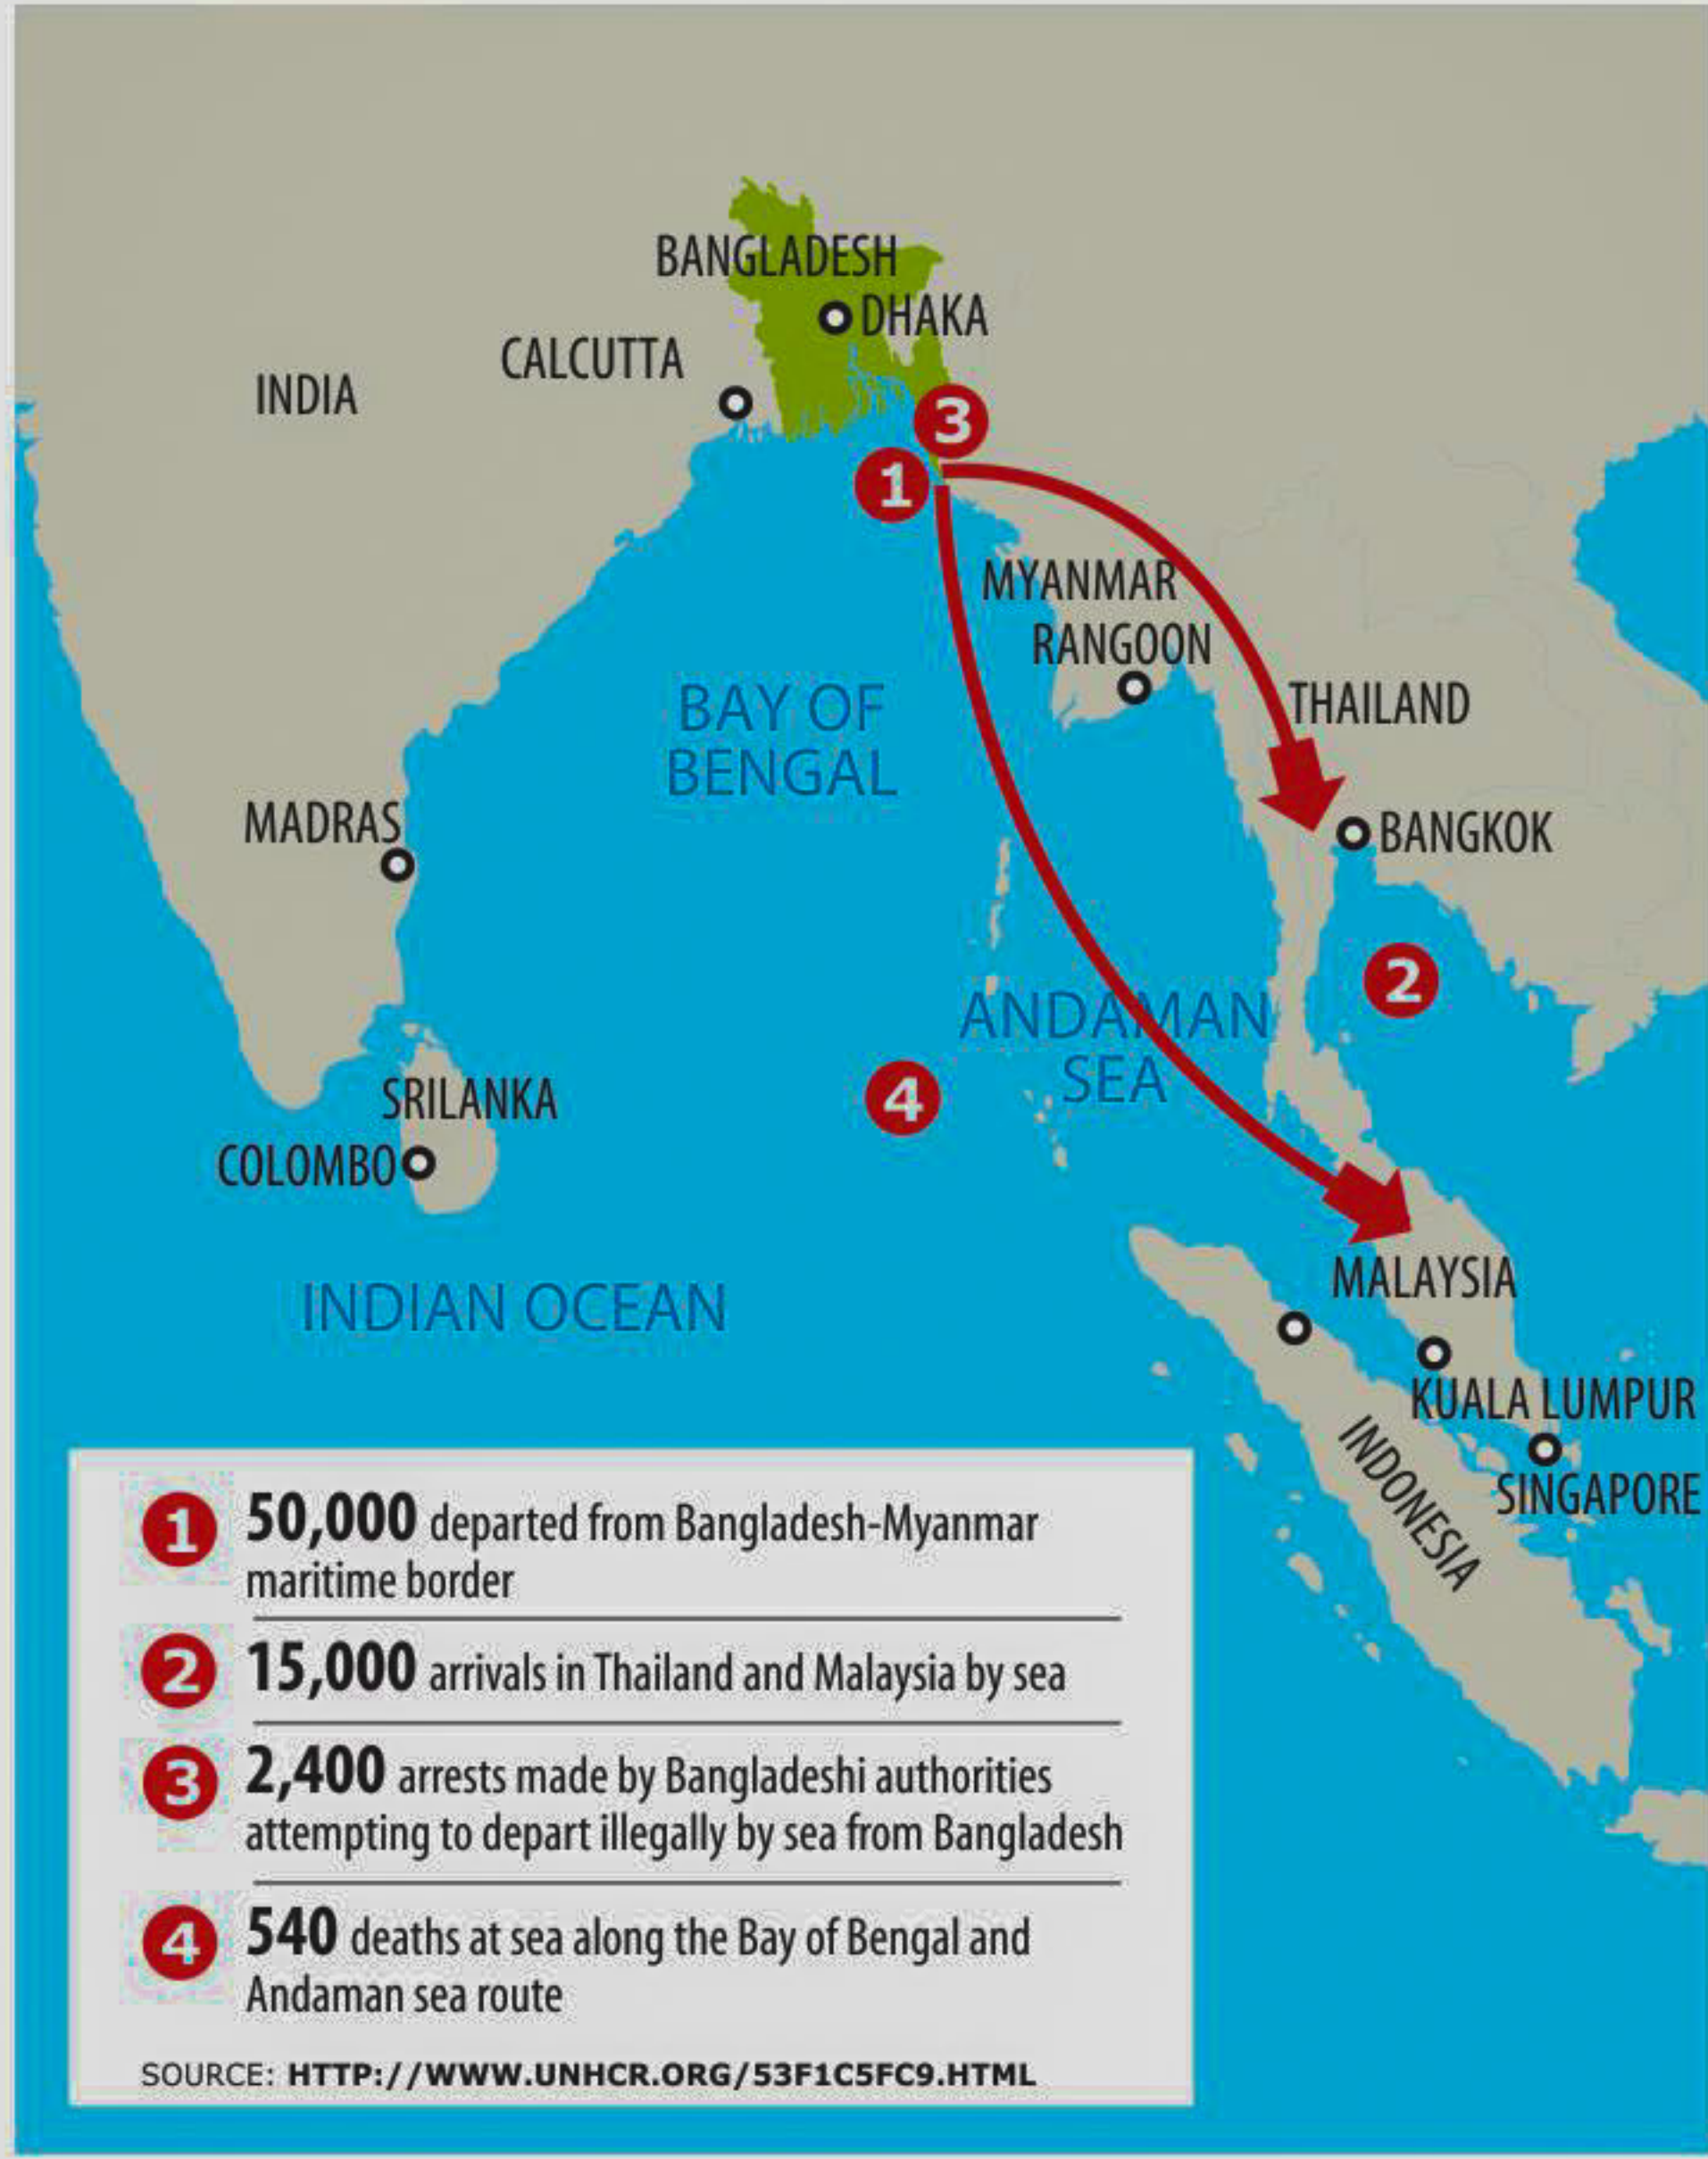 BANGLADESH
DHAKA
CALCUTTA
INDIA
3
1
MYANMAR
RANGOON
THAILAND
BAY OF
BENGAL
MADRAS
BANGKOK
2
ANDAMAN
SEA
4
SRILANKA
COLOMBO
INDIAN OCEAN
MALAYSIA
KUALA LUMPUR
INDONESIA
SINGAPORE
1 50,000 departed from Bangladesh-Myanmar
maritime border
2 15,000 arrivals in Thailand and Malaysia by sea
3 2,400 arrests made by Bangladeshi authorities
attempting to depart illegally by sea from Bangladesh
4 540 deaths at sea along the Bay of Bengal and
Andaman sea route
SOURCE: HTTP://WWW.UNHCR.ORG/53F1C5FC9.HTML